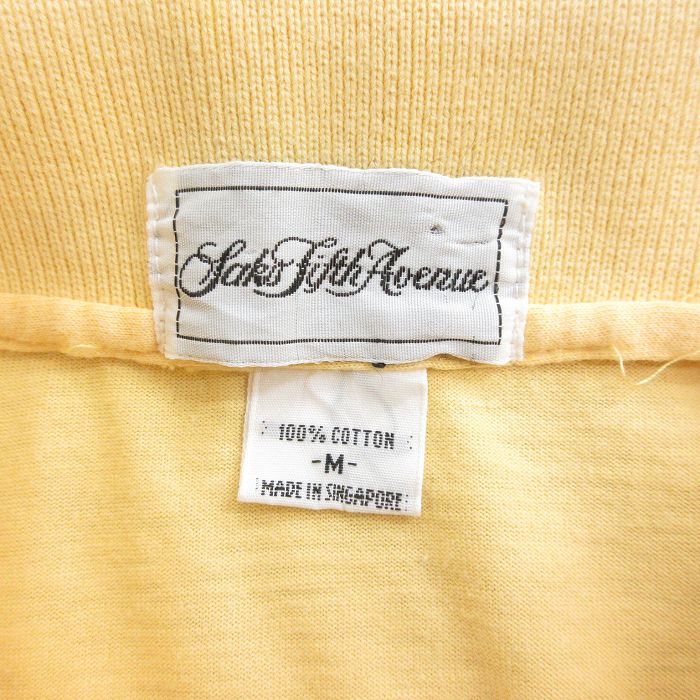 Saks Fifth Avenue
100% COTTON
-M-
MADE IN SINGAPORE